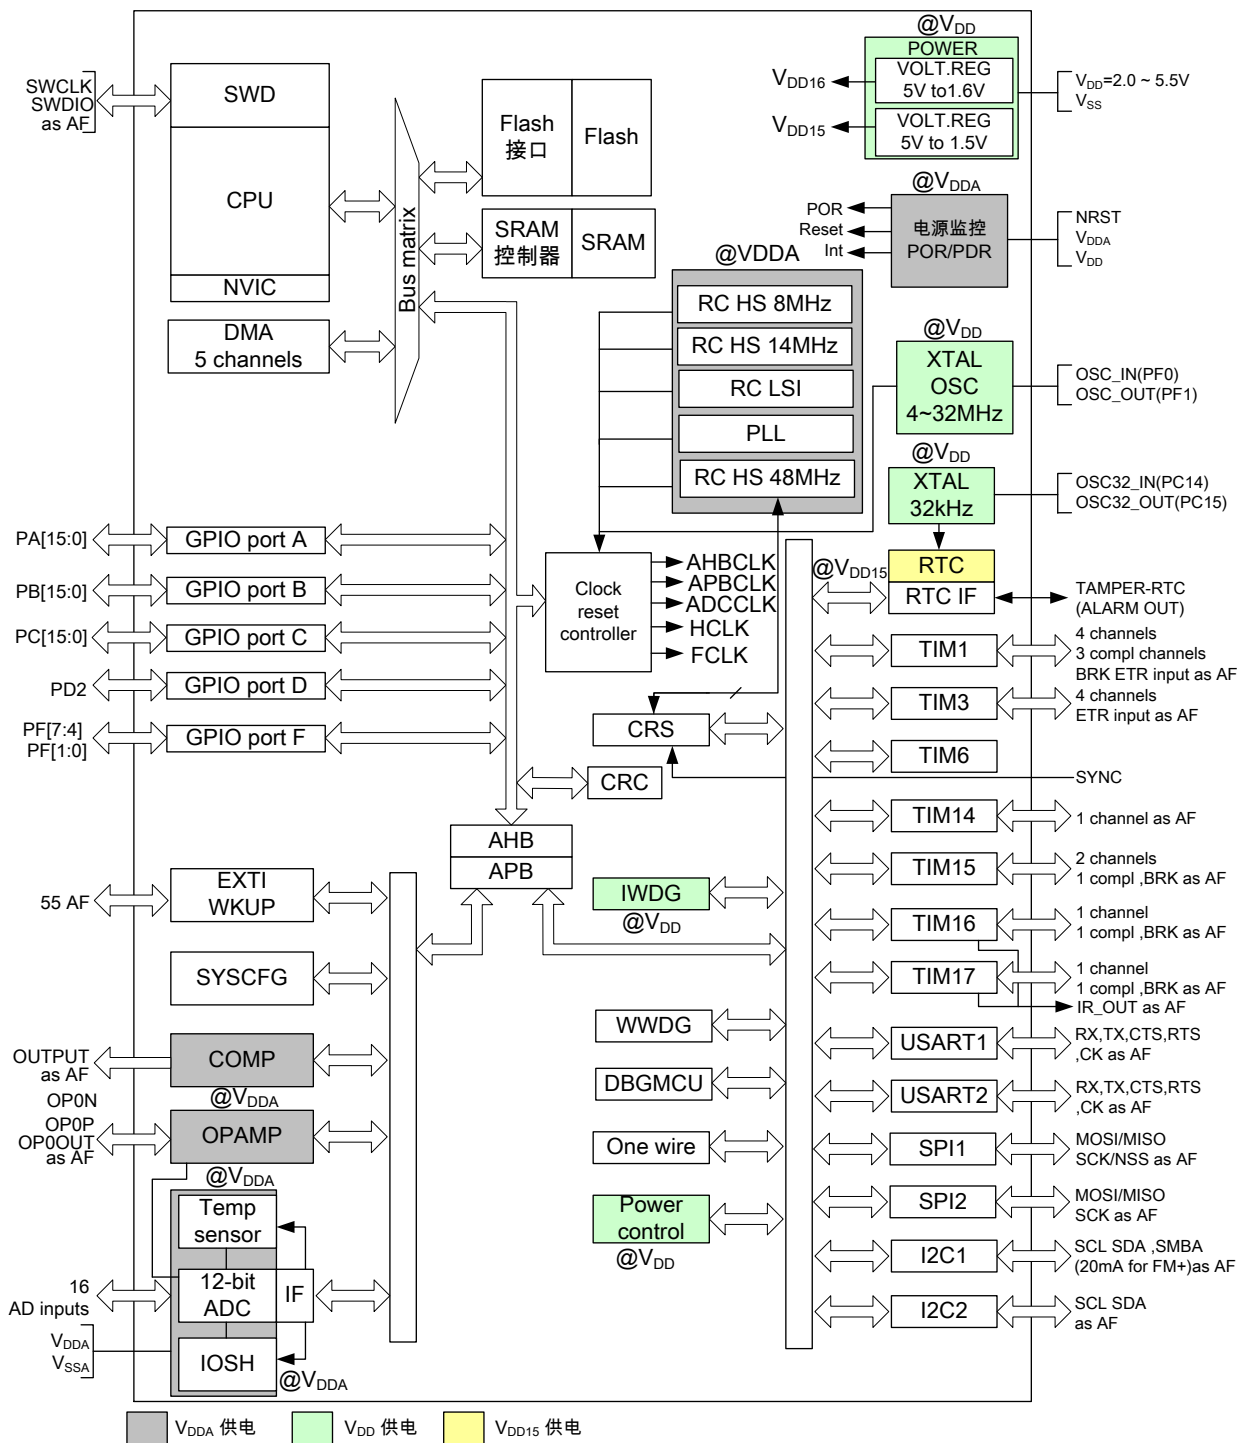 @VDD
POWER
VOLT.REG
5V to1.6V
VOLT.REG
5V to 1.5V
VDD16
VDD15
VDD=2.0 ~ 5.5V
VSS
SWCLK
SWDIO
as AF
SWD
CPU
NVIC
DMA
5 channels
Bus matrix
Flash
接口
Flash
SRAM
控制器
SRAM
@VDDA
POR
Reset
Int
电源监控
POR/PDR
NRST
VDDA
VDD
@VDDA
RC HS 8MHz
RC HS 14MHz
RC LSI
PLL
RC HS 48MHz
@VDD
XTAL
OSC
4~32MHz
OSC_IN(PF0)
OSC_OUT(PF1)
@VDD
XTAL
32kHz
OSC32_IN(PC14)
OSC32_OUT(PC15)
PA[15:0]
GPIO port A
PB[15:0]
GPIO port B
PC[15:0]
GPIO port C
PD2
GPIO port D
PF[7:4]
PF[1:0]
GPIO port F
Clock
reset
controller
AHBCLK
APBCLK
ADCCLK
HCLK
FCLK
@VDD15
RTC
RTC IF
TAMPER-RTC
(ALARM OUT)
TIM1
4 channels
3 compl channels
BRK ETR input as AF
TIM3
4 channels
ETR input as AF
CRS
TIM6
SYNC
CRC
AHB
APB
TIM14
1 channel as AF
TIM15
2 channels
1 compl ,BRK as AF
TIM16
1 channel
1 compl ,BRK as AF
TIM17
1 channel
1 compl ,BRK as AF
IR_OUT as AF
55 AF
EXTI
WKUP
IWDG
@VDD
SYSCFG
WWDG
USART1
RX,TX,CTS,RTS
,CK as AF
OUTPUT
as AF
COMP
@VDDA
DBGMCU
USART2
RX,TX,CTS,RTS
,CK as AF
OP0N
OP0P
OP0OUT
as AF
OPAMP
@VDDA
One wire
SPI1
MOSI/MISO
SCK/NSS as AF
Temp
sensor
Power
control
@VDD
SPI2
MOSI/MISO
SCK as AF
16
AD inputs
12-bit
ADC
IF
I2C1
SCL SDA ,SMBA
(20mA for FM+)as AF
VDDA
VSSA
IOSH
@VDDA
I2C2
SCL SDA
as AF
VDDA 供电
VDD 供电
VDD15 供电